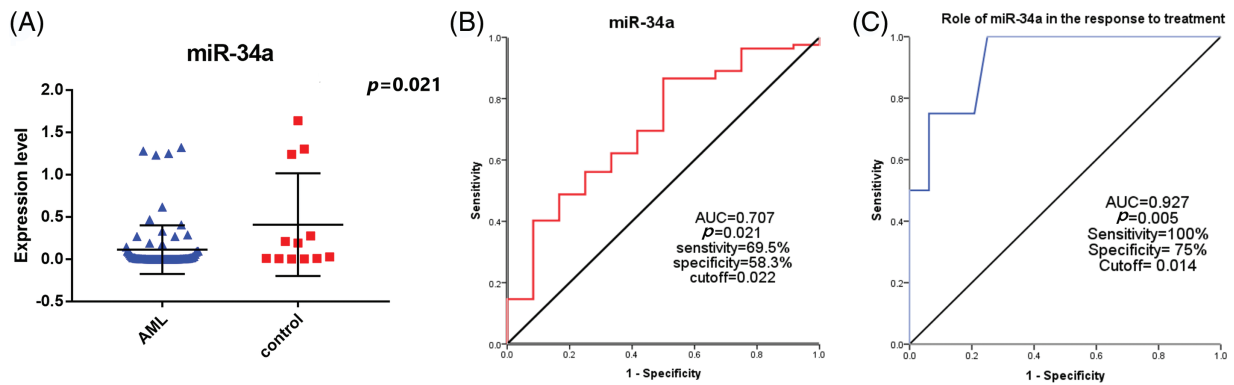 (A)
miR-34a
p=0.021
Expression level
2.0
1.5
1.0
0.5
0.0
-0.5
AML
control
(B)
miR-34a
Sensitivity
1.0
0.8
0.6
0.4
0.2
0.0
AUC=0.707
p=0.021
senstivity=69.5%
specificity=58.3%
cutoff=0.022
0.0 0.2 0.4 0.6 0.8 1.0
1 - Specificity
(C)
Role of miR-34a in the response to treatment
Sensitivity
1.0
0.8
0.6
0.4
0.2
0.0
AUC=0.927
p=0.005
Sensitivity=100%
Specificity= 75%
Cutoff= 0.014
0.0 0.2 0.4 0.6 0.8 1.0
1 - Specificity